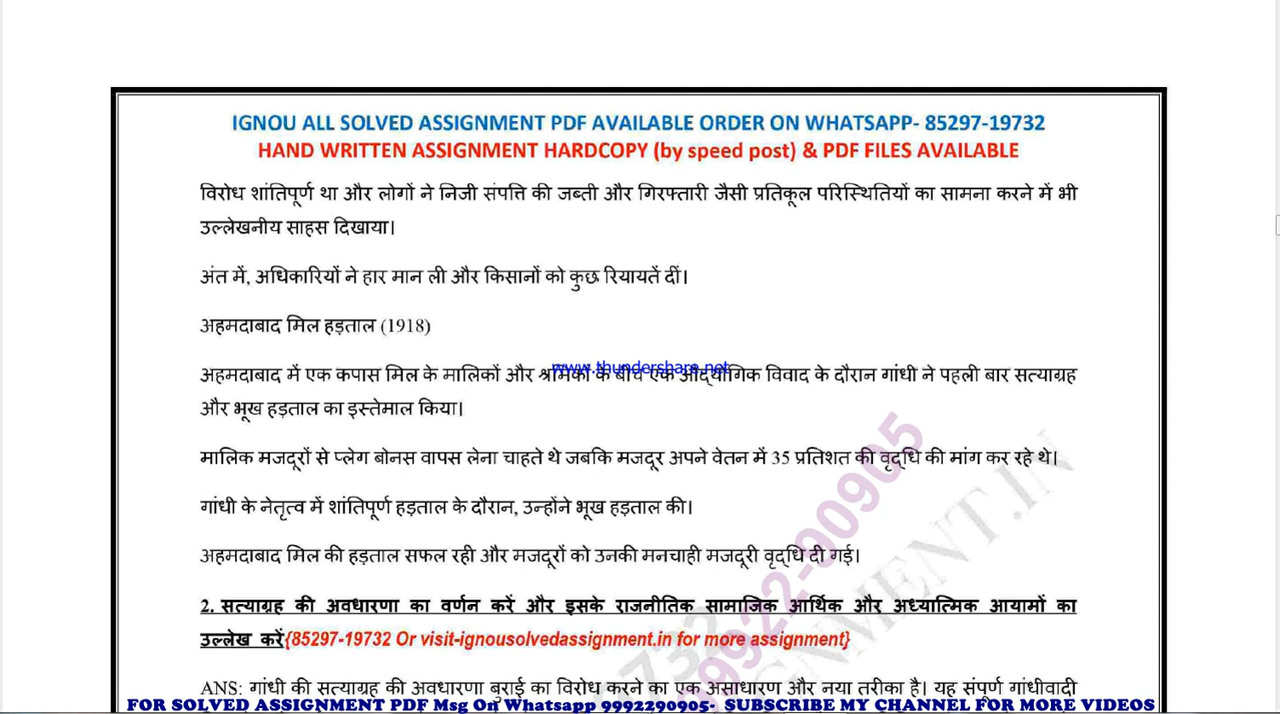 IGNOU ALL SOLVED ASSIGNMENT PDF AVAILABLE ORDER ON WHATSAPP- 85297-19732
HAND WRITTEN ASSIGNMENT HARDCOPY (by speed post) & PDF FILES AVAILABLE
विरोध शांतिपूर्ण था और लोगों ने निजी संपत्ति की जब्ती और गिरफ्तारी जैसी प्रतिकूल परिस्थितियों का सामना करने में भी
उल्लेखनीय साहस दिखाया।
अंत में, अधिकारियों ने हार मान ली और किसानों को कुछ रियायतें दीं।
अहमदाबाद मिल हड़ताल (1918)
www.thundershare.net
अहमदाबाद में एक कपास मिल के मालिकों और श्रमिकों के बीच एक औद्योगिक विवाद के दौरान गांधी ने पहली बार सत्याग्रह
और भूख हड़ताल का इस्तेमाल किया।
मालिक मजदूरों से प्लेग बोनस वापस लेना चाहते थे जबकि मजदूर अपने वेतन में 35 प्रतिशत की वृद्धि की मांग कर रहे थे।
गांधी के नेतृत्व में शांतिपूर्ण हड़ताल के दौरान, उन्होंने भूख हड़ताल की।
अहमदाबाद मिल की हड़ताल सफल रही और मजदूरों को उनकी मनचाही मजदूरी वृद्धि दी गई।
2. सत्याग्रह की अवधारणा का वर्णन करें और इसके राजनीतिक सामाजिक आर्थिक और अध्यात्मिक आयामों का
उल्लेख करें{85297-19732 Or visit-ignousolvedassignment.in for more assignment}
ANS: गांधी की सत्याग्रह की अवधारणा बुराई का विरोध करने का एक असाधारण और नया तरीका है। यह संपूर्ण गांधीवादी
FOR SOLVED ASSIGNMENT PDF Msg On Whatsapp 9992290905- SUBSCRIBE MY CHANNEL FOR MORE VIDEOS